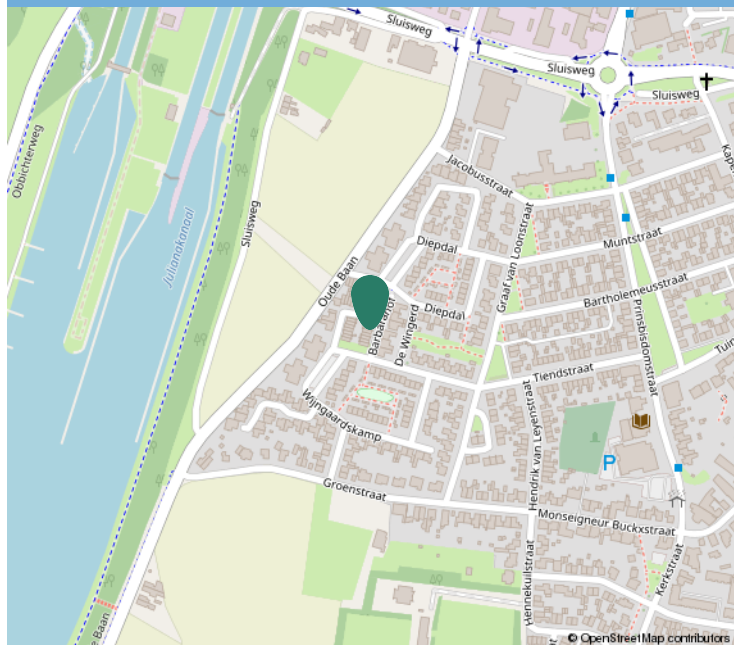 Sluisweg
Sluisweg
Sluisweg
Kape
Obbichterweg
Jacobusstraat
Julianakanaal
Sluisweg
Graaf van Loonstraat
Muntstraat
Diepdal
Oude Baan
Bartholemeusstraat
Prinsbisdomstraat
Diepdal
Barbarahof
De Wingerd
Tuin
Tiendstraat
Wijngaardskamp
Hendrik van Leyenstraat
P
Groenstraat
Monseigneur Buckxstraat
Hennekuilstraat
Kerkstraat
e Baan
© OpenStreetMap contributors